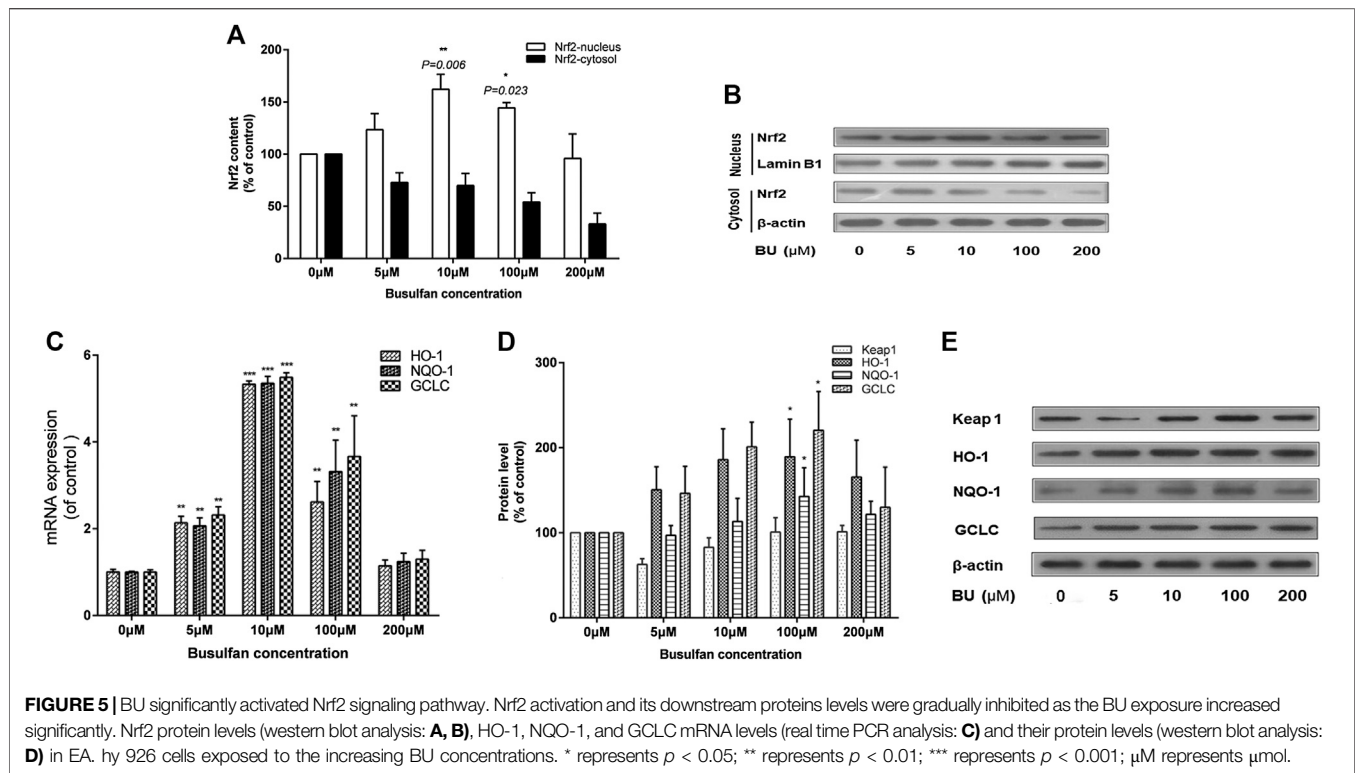 A
Nrf2-nucleus
Nrf2-cytosol
**
P=0.006
*
P=0.023
Nrf2 content
(% of control)
200
150
100
50
0
0μM 5μM 10μM 100μM 200μM
Busulfan concentration
B
Nucleus
Nrf2
Lamin B1
Cytosol
Nrf2
β-actin
BU (μM) 0 5 10 100 200
C
HO-1
NQO-1
GCLC
mRNA expression
(of control )
6
4
2
0
** ** **
*** *** ***
** ** **
0μM 5μM 10μM 100μM 200μM
Busulfan concentration
D
Keap1
HO-1
NQO-1
GCLC
Protein level
(% of control)
300
200
100
0
* * *
0μM 5μM 10μM 100μM 200μM
Busulfan concentration
E
Keap 1
HO-1
NQO-1
GCLC
β-actin
BU (μM) 0 5 10 100 200
FIGURE 5 | BU significantly activated Nrf2 signaling pathway. Nrf2 activation and its downstream proteins levels were gradually inhibited as the BU exposure increased
significantly. Nrf2 protein levels (western blot analysis: A, B), HO-1, NQO-1, and GCLC mRNA levels (real time PCR analysis: C) and their protein levels (western blot analysis:
D) in EA. hy 926 cells exposed to the increasing BU concentrations. * represents p < 0.05; ** represents p < 0.01; *** represents p < 0.001; μM represents μmol.